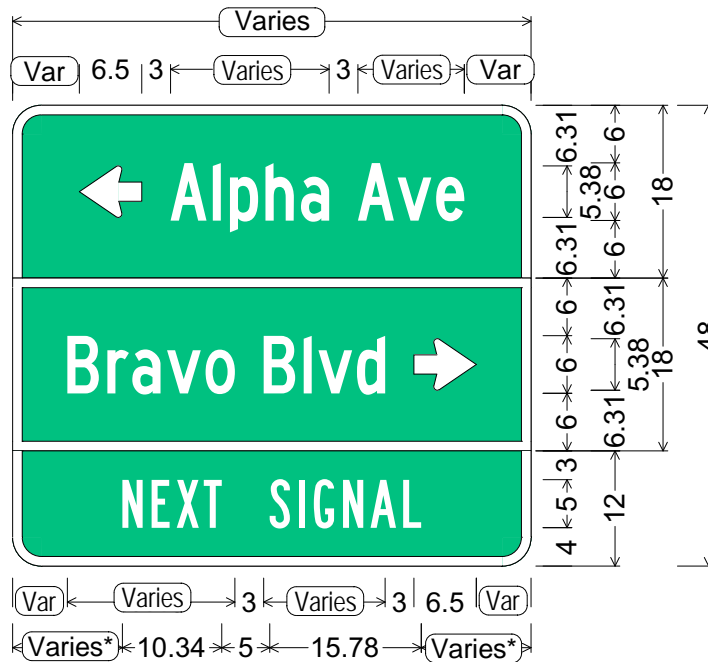 Varies
Var 6.5 3 Varies 3 Varies Var
Alpha Ave
6.31 5.38 6.31
6 6 6
18
Bravo Blvd
6 6 6
6.31 5.38 6.31
18
48
NEXT SIGNAL
3 5 4
12
Var Varies 3 Varies 3 6.5 Var
Varies* 10.34 5 15.78 Varies*